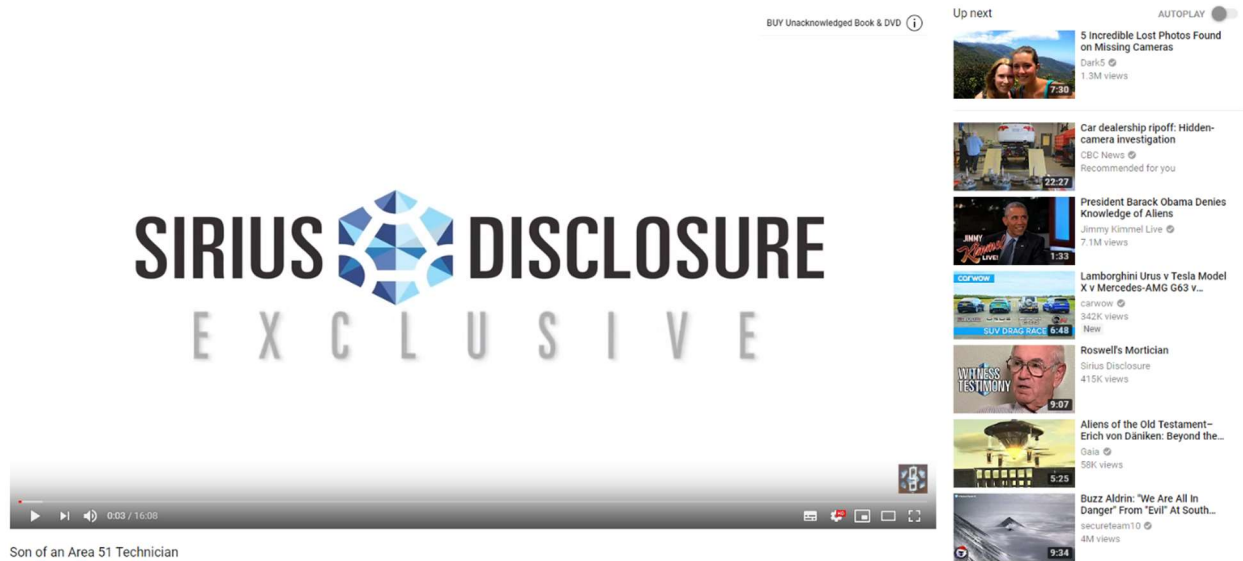 BUY Unacknowledged Book & DVD
SIRIUS DISCLOSURE
EXCLUSIVE
0:03 / 16:08
HD
Son of an Area 51 Technician
Up next
AUTOPLAY
7:30
5 Incredible Lost Photos Found
on Missing Cameras
Dark5
1.3M views
22:27
Car dealership ripoff: Hidden-
camera investigation
CBC News
Recommended for you
JIMMY
Kimmel
LIVE!
1:33
President Barack Obama Denies
Knowledge of Aliens
Jimmy Kimmel Live
7.1M views
carwow
SUV DRAG RACE
6:48
Lamborghini Urus v Tesla Model
X v Mercedes-AMG G63 v...
carwow
342K views
New
WITNESS
TESTIMONY
9:07
Roswell's Mortician
Sirius Disclosure
415K views
5:25
Aliens of the Old Testament–
Erich von Däniken: Beyond the...
Gaia
58K views
9:34
Buzz Aldrin: "We Are All In
Danger" From "Evil" At South...
secureteam10
4M views